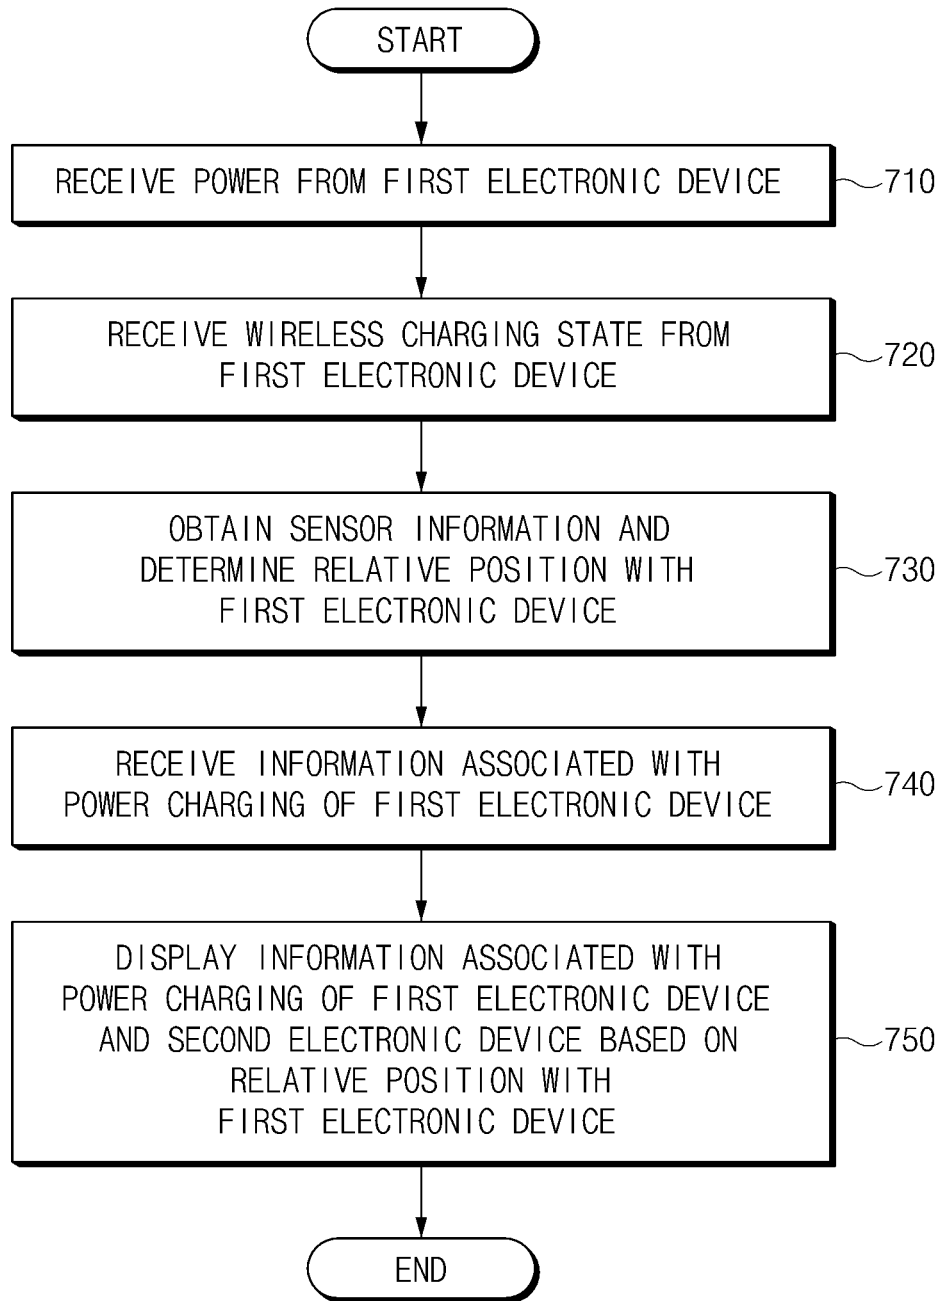 START
RECEIVE POWER FROM FIRST ELECTRONIC DEVICE
710
RECEIVE WIRELESS CHARGING STATE FROM
FIRST ELECTRONIC DEVICE
720
OBTAIN SENSOR INFORMATION AND
DETERMINE RELATIVE POSITION WITH
FIRST ELECTRONIC DEVICE
730
RECEIVE INFORMATION ASSOCIATED WITH
POWER CHARGING OF FIRST ELECTRONIC DEVICE
740
DISPLAY INFORMATION ASSOCIATED WITH
POWER CHARGING OF FIRST ELECTRONIC DEVICE
AND SECOND ELECTRONIC DEVICE BASED ON
RELATIVE POSITION WITH
FIRST ELECTRONIC DEVICE
750
END